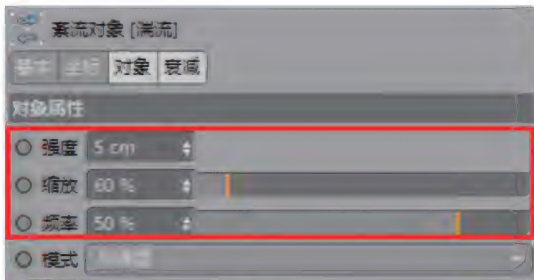 紊流对象 [湍流]
基本 坐标 对象 衰减
对象属性
强度 5 cm
缩放 60 %
频率 50 %
模式